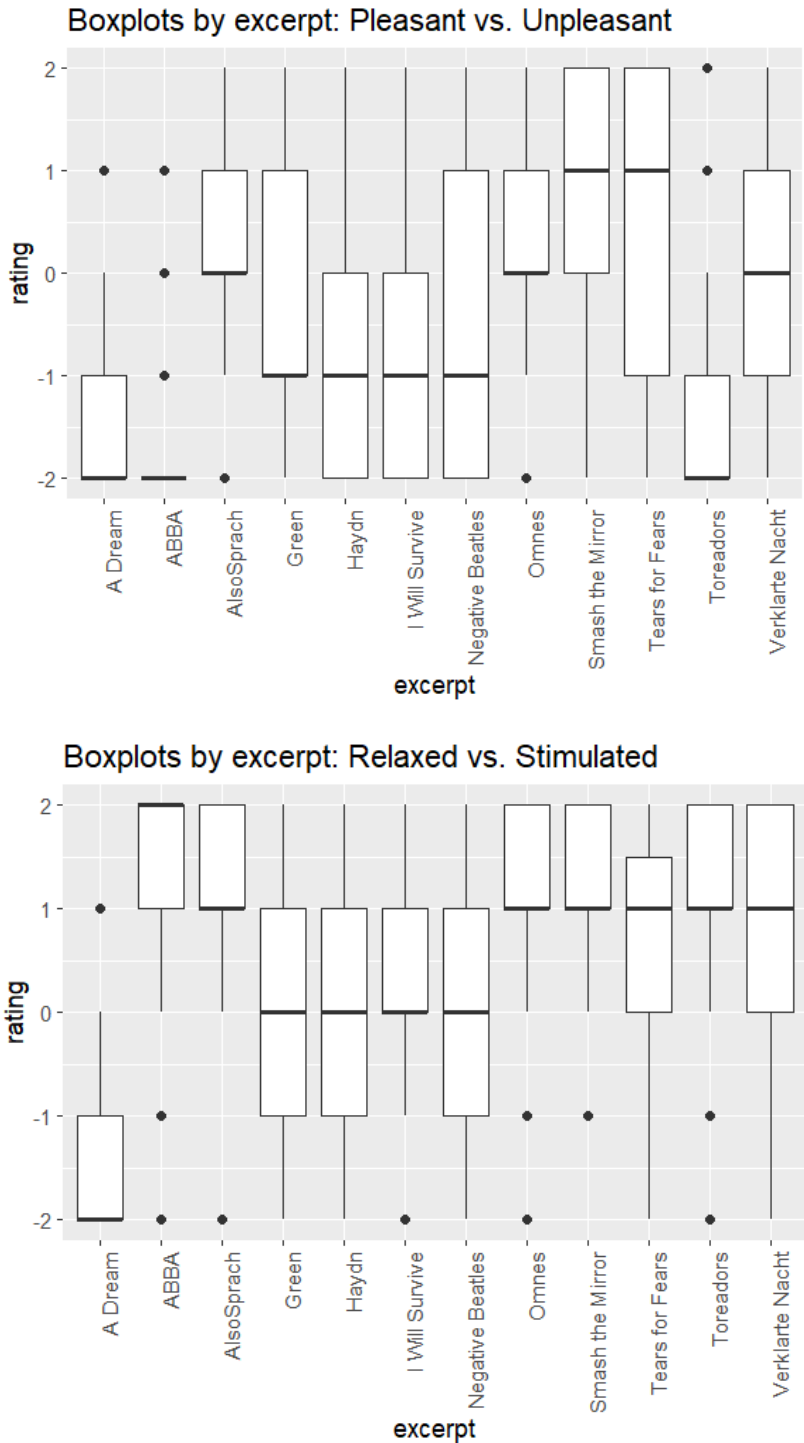 Boxplots by excerpt: Pleasant vs. Unpleasant
2
1
0
-1
-2
rating
A Dream
ABBA
AlsoSprach
Green
Haydn
I Will Survive
Negative Beatles
Omnes
Smash the Mirror
Tears for Fears
Toreadors
Verklarte Nacht
excerpt
Boxplots by excerpt: Relaxed vs. Stimulated
2
1
0
-1
-2
rating
A Dream
ABBA
AlsoSprach
Green
Haydn
I Will Survive
Negative Beatles
Omnes
Smash the Mirror
Tears for Fears
Toreadors
Verklarte Nacht
excerpt